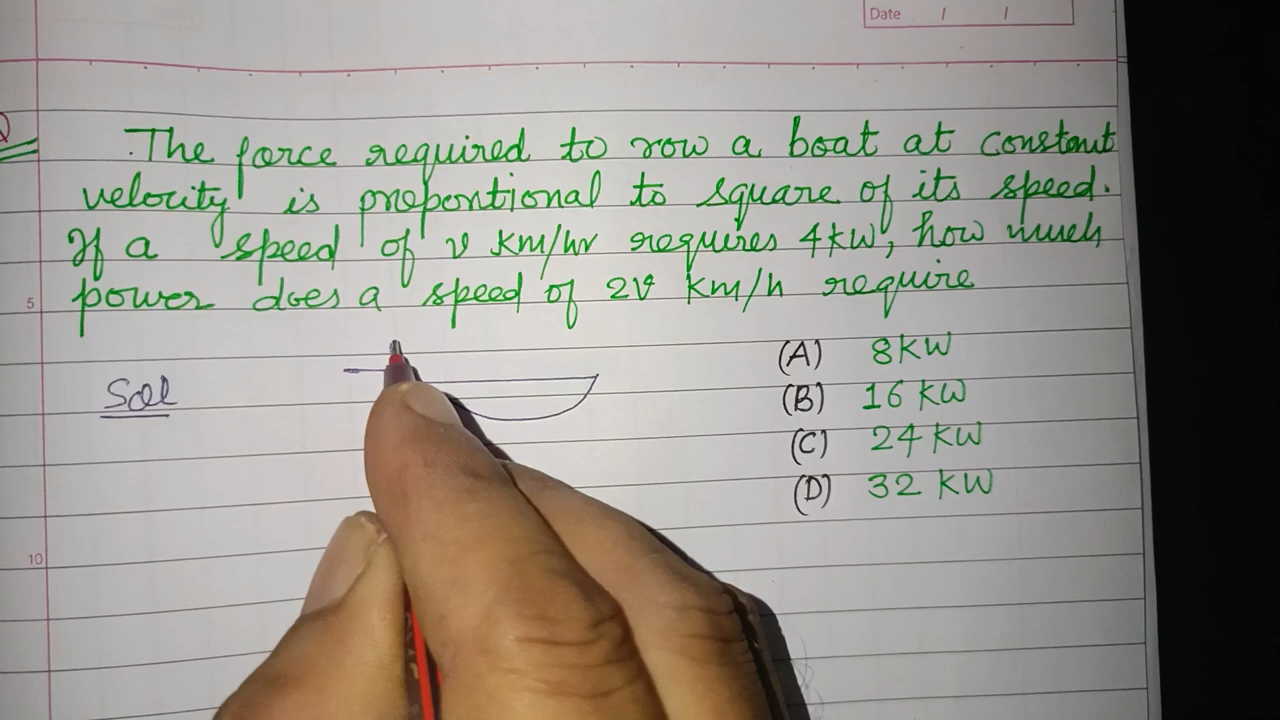 Date / /
Q
The force required to row a boat at constant
velocity is propontional to square of its speed.
If a speed of v km/hr requires 4kW, how much
5
power does a speed of 2v km/h require
(A) 8KW
Sol
(B) 16 KW
(C) 24 KW
(D) 32 KW
10